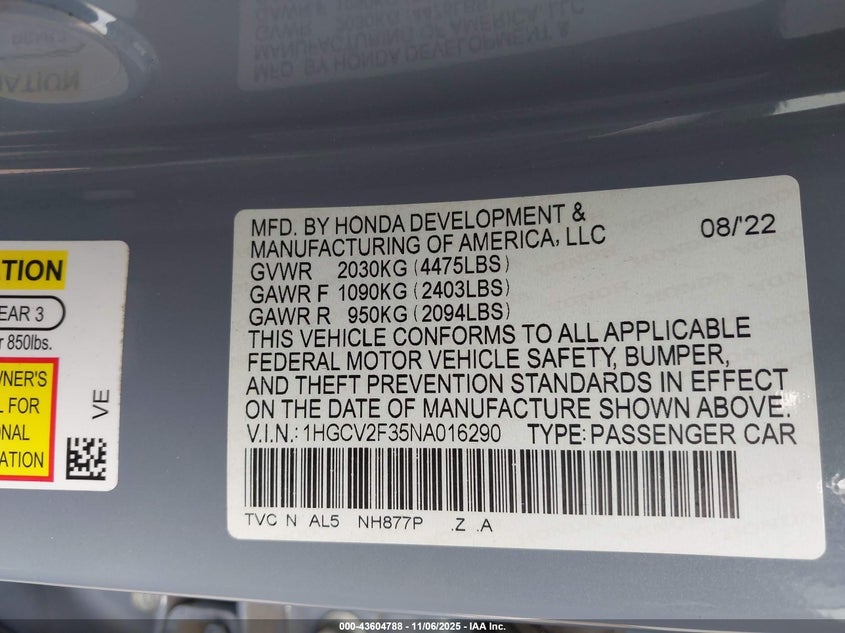 MFD. BY HONDA DEVELOPMENT &
MANUFACTURING OF AMERICA, LLC 08/'22
GVWR 2030KG (4475LBS)
GAWR F 1090KG (2403LBS)
GAWR R 950KG (2094LBS)
THIS VEHICLE CONFORMS TO ALL APPLICABLE
FEDERAL MOTOR VEHICLE SAFETY, BUMPER,
AND THEFT PREVENTION STANDARDS IN EFFECT
ON THE DATE OF MANUFACTURE SHOWN ABOVE.
V.I.N.: 1HGCV2F35NA016290 TYPE: PASSENGER CAR
TVC N AL5 NH877P .Z .A
TION
EAR 3
r 850lbs.
WNER'S
L FOR
ONAL
ATION
VE
000-43604788 - 11/06/2025 - IAA Inc.